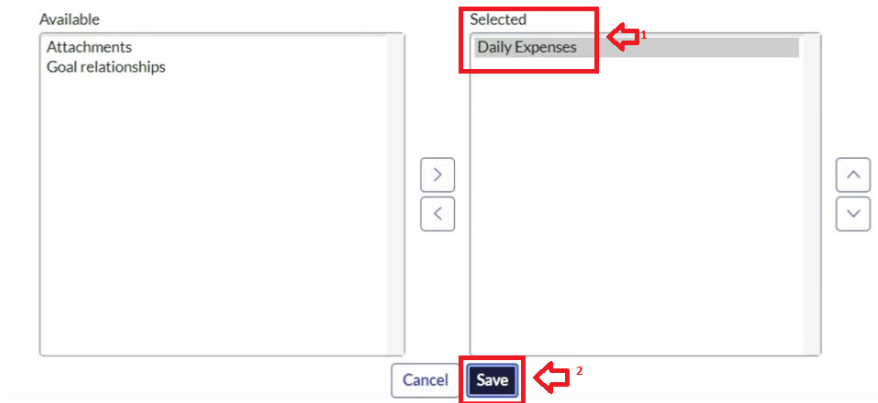 Available
Selected
Attachments
Goal relationships
Daily Expenses
1
Cancel
Save
2